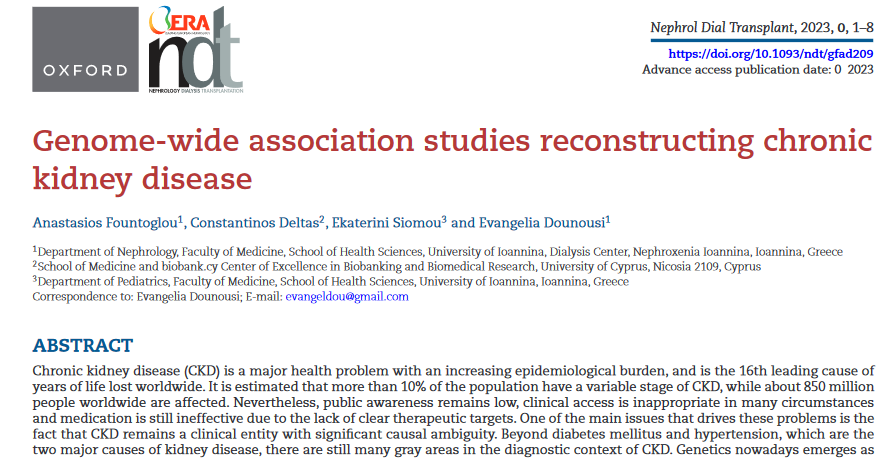 OXFORD
ERA
ndt
NEPHROLOGY DIALYSIS TRANSPLANTATION
Nephrol Dial Transplant, 2023, 0, 1–8
https://doi.org/10.1093/ndt/gfad209
Advance access publication date: 0 2023
Genome-wide association studies reconstructing chronic
kidney disease
Anastasios Fountoglou1, Constantinos Deltas2, Ekaterini Siomou3 and Evangelia Dounousi1
1Department of Nephrology, Faculty of Medicine, School of Health Sciences, University of Ioannina, Dialysis Center, Nephroxenia Ioannina, Ioannina, Greece
2School of Medicine and biobank.cy Center of Excellence in Biobanking and Biomedical Research, University of Cyprus, Nicosia 2109, Cyprus
3Department of Pediatrics, Faculty of Medicine, School of Health Sciences, University of Ioannina, Ioannina, Greece
Correspondence to: Evangelia Dounousi; E-mail: evangeldou@gmail.com
ABSTRACT
Chronic kidney disease (CKD) is a major health problem with an increasing epidemiological burden, and is the 16th leading cause of
years of life lost worldwide. It is estimated that more than 10% of the population have a variable stage of CKD, while about 850 million
people worldwide are affected. Nevertheless, public awareness remains low, clinical access is inappropriate in many circumstances
and medication is still ineffective due to the lack of clear therapeutic targets. One of the main issues that drives these problems is the
fact that CKD remains a clinical entity with significant causal ambiguity. Beyond diabetes mellitus and hypertension, which are the
two major causes of kidney disease, there are still many gray areas in the diagnostic context of CKD. Genetics nowadays emerges as